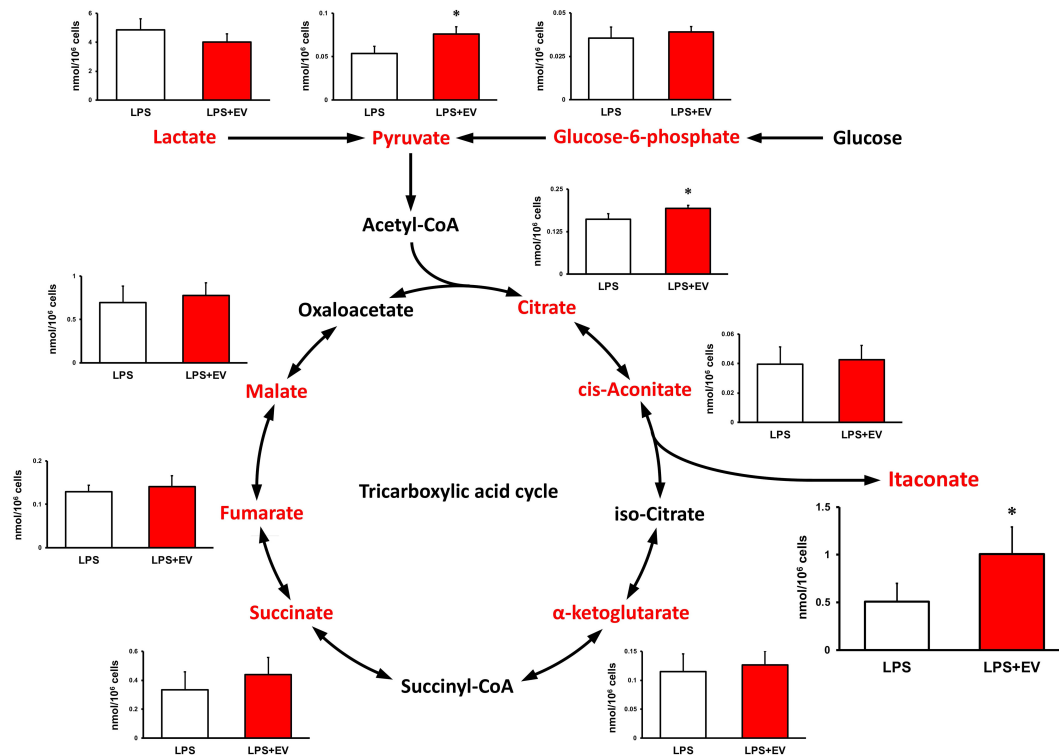 nmol/10⁶ cells
6
4
2
0
LPS
LPS+EV
nmol/10⁶ cells
0.1
0.05
0
*
LPS
LPS+EV
nmol/10⁶ cells
0.05
0.025
0
LPS
LPS+EV
Lactate
Pyruvate
Glucose-6-phosphate
Glucose
Acetyl-CoA
nmol/10⁶ cells
0.25
0.125
0
*
LPS
LPS+EV
nmol/10⁶ cells
1
0.5
0
LPS
LPS+EV
Oxaloacetate
Citrate
nmol/10⁶ cells
0.06
0.04
0.02
0
LPS
LPS+EV
Malate
cis-Aconitate
Itaconate
nmol/10⁶ cells
0.2
0.1
0
LPS
LPS+EV
Tricarboxylic acid cycle
Fumarate
iso-Citrate
nmol/10⁶ cells
1.5
1
0.5
0
*
LPS
LPS+EV
Succinate
α-ketoglutarate
Succinyl-CoA
nmol/10⁶ cells
0.6
0.4
0.2
0
LPS
LPS+EV
nmol/10⁶ cells
0.15
0.1
0.05
0
LPS
LPS+EV